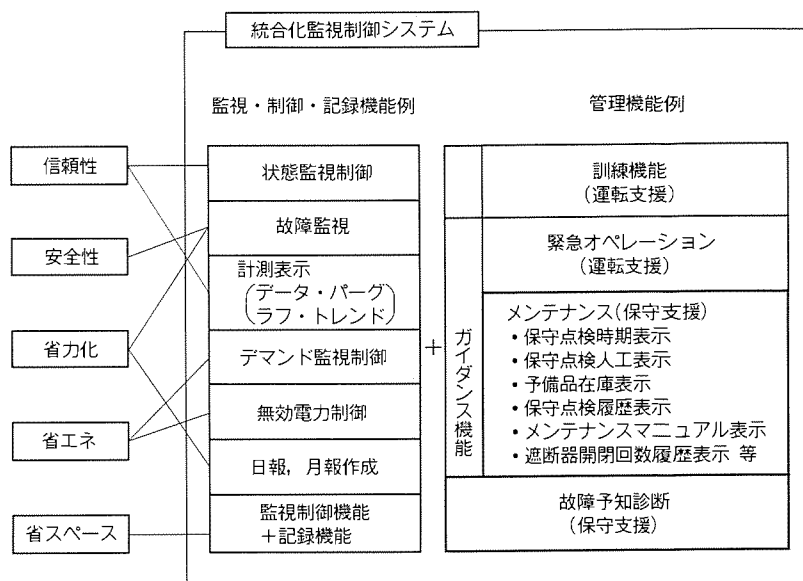 統合化監視制御システム
監視・制御・記録機能例
管理機能例
信頼性
安全性
省力化
省エネ
省スペース
状態監視制御
故障監視
計測表示
(データ・パーグ
ラフ・トレンド)
デマンド監視制御
無効電力制御
日報,月報作成
監視制御機能
+記録機能
+
ガイダンス機能
訓練機能
(運転支援)
緊急オペレーション
(運転支援)
メンテナンス(保守支援)
・保守点検時期表示
・保守点検人工表示
・予備品在庫表示
・保守点検履歴表示
・メンテナンスマニュアル表示
・遮断器開閉回数履歴表示 等
故障予知診断
(保守支援)